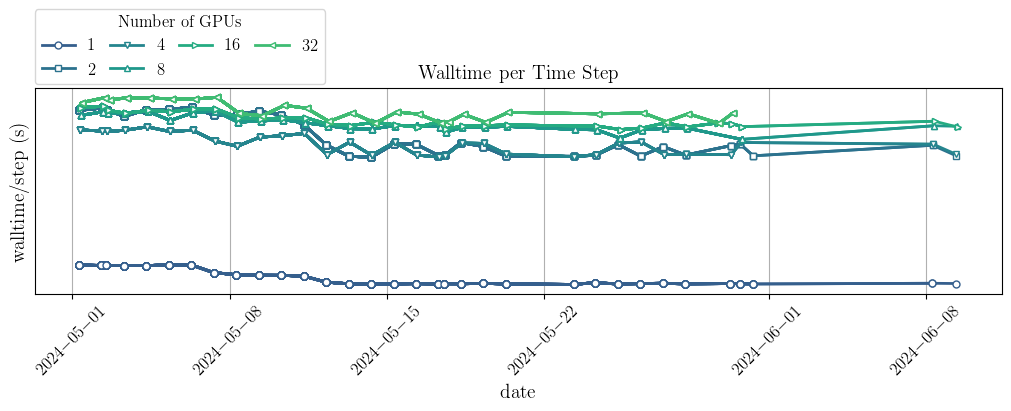 Number of GPUs
1 4 16 32
2 8
Walltime per Time Step
walltime/step (s)
2024−05−01 2024−05−08 2024−05−15 2024−05−22 2024−06−01 2024−06−08
date